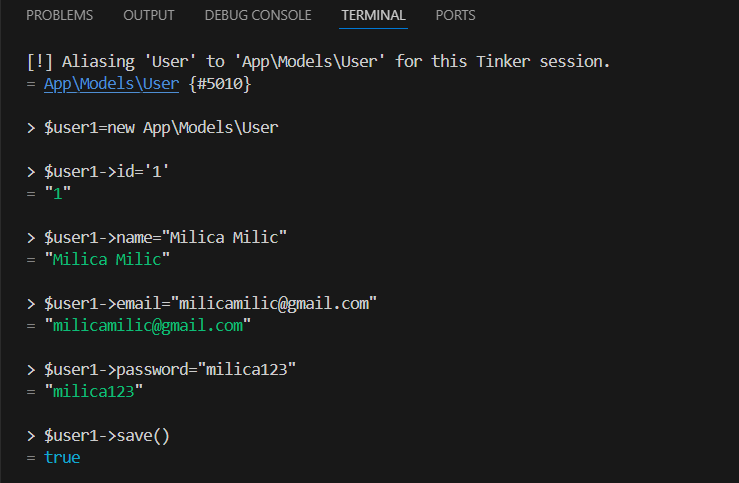 PROBLEMS OUTPUT DEBUG CONSOLE TERMINAL PORTS
[!] Aliasing 'User' to 'App\Models\User' for this Tinker session.
= App\Models\User {#5010}
> $user1=new App\Models\User
> $user1->id='1'
= "1"
> $user1->name="Milica Milic"
= "Milica Milic"
> $user1->email="milicamilic@gmail.com"
= "milicamilic@gmail.com"
> $user1->password="milica123"
= "milica123"
> $user1->save()
= true